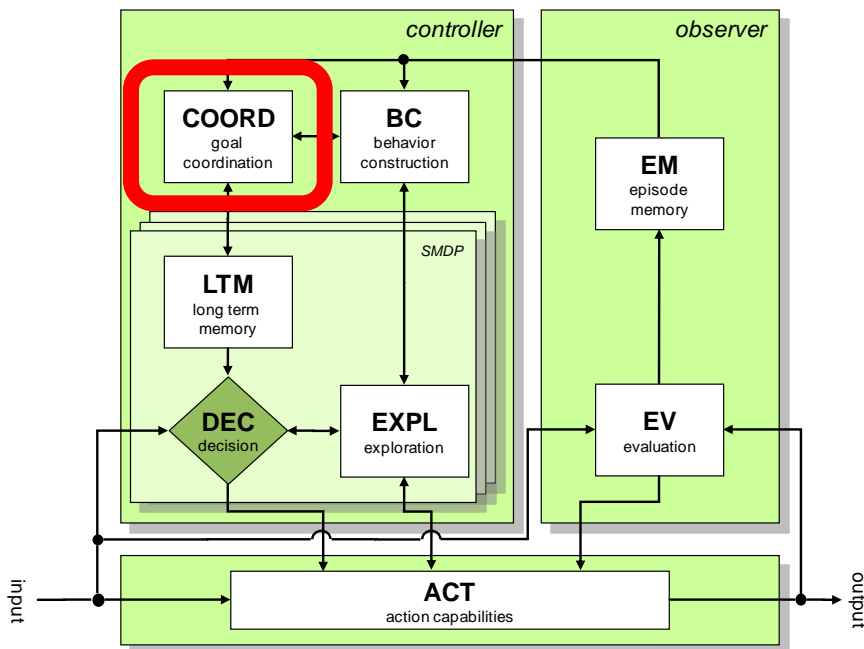 controller
observer
COORD
goal
coordination
BC
behavior
construction
EM
episode
memory
SMDP
LTM
long term
memory
DEC
decision
EXPL
exploration
EV
evaluation
input
ACT
action capabilities
output